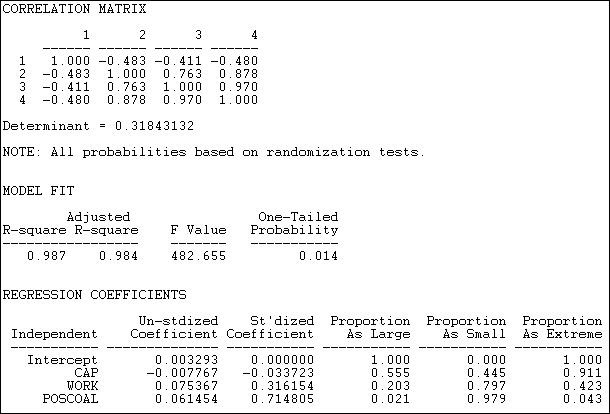 CORRELATION MATRIX
1 2 3 4
------ ------ ------ ------
1 1.000 -0.483 -0.411 -0.480
2 -0.483 1.000 0.763 0.878
3 -0.411 0.763 1.000 0.970
4 -0.480 0.878 0.970 1.000
Determinant = 0.31843132
NOTE: All probabilities based on randomization tests.
MODEL FIT
Adjusted One-Tailed
R-square R-square F Value Probability
-------- -------- ------- -----------
0.987 0.984 482.655 0.014
REGRESSION COEFFICIENTS
Un-stdized St'dized Proportion Proportion Proportion
Independent Coefficient Coefficient As Large As Small As Extreme
----------- ----------- ----------- ---------- ---------- ----------
Intercept 0.003293 0.000000 1.000 0.000 1.000
CAP -0.007767 -0.033723 0.555 0.445 0.911
WORK 0.075367 0.316154 0.203 0.797 0.423
POSCOAL 0.061454 0.714805 0.021 0.979 0.043